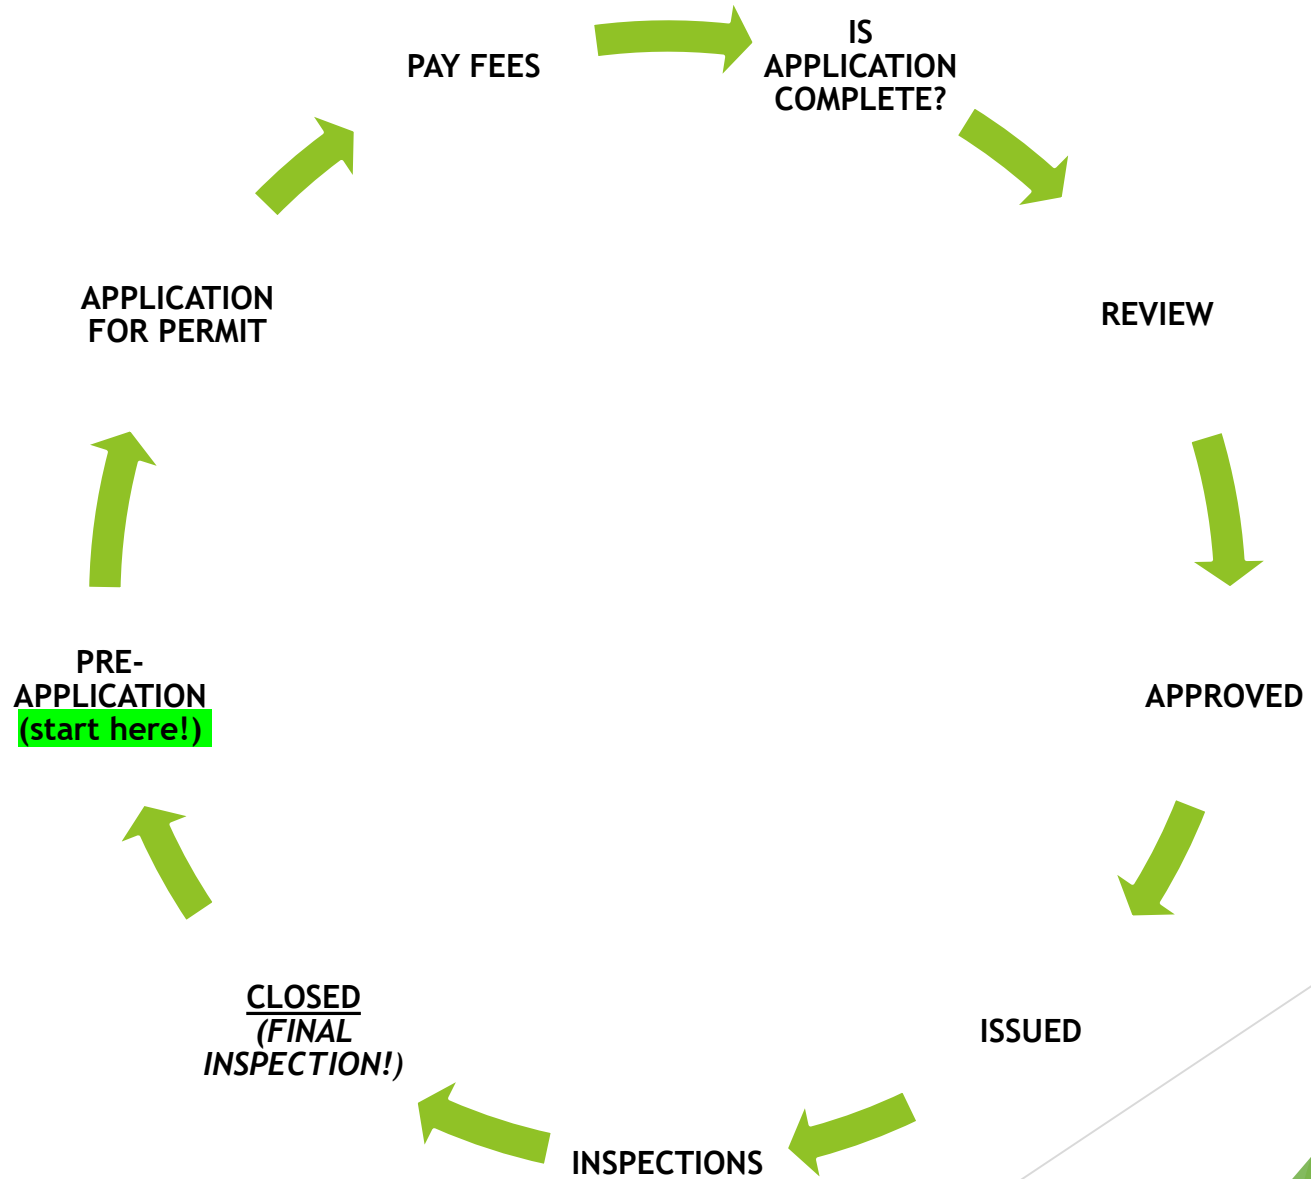 PAY FEES
IS
APPLICATION
COMPLETE?
REVIEW
APPROVED
ISSUED
INSPECTIONS
CLOSED
(FINAL
INSPECTION!)
PRE-
APPLICATION
(start here!)
APPLICATION
FOR PERMIT